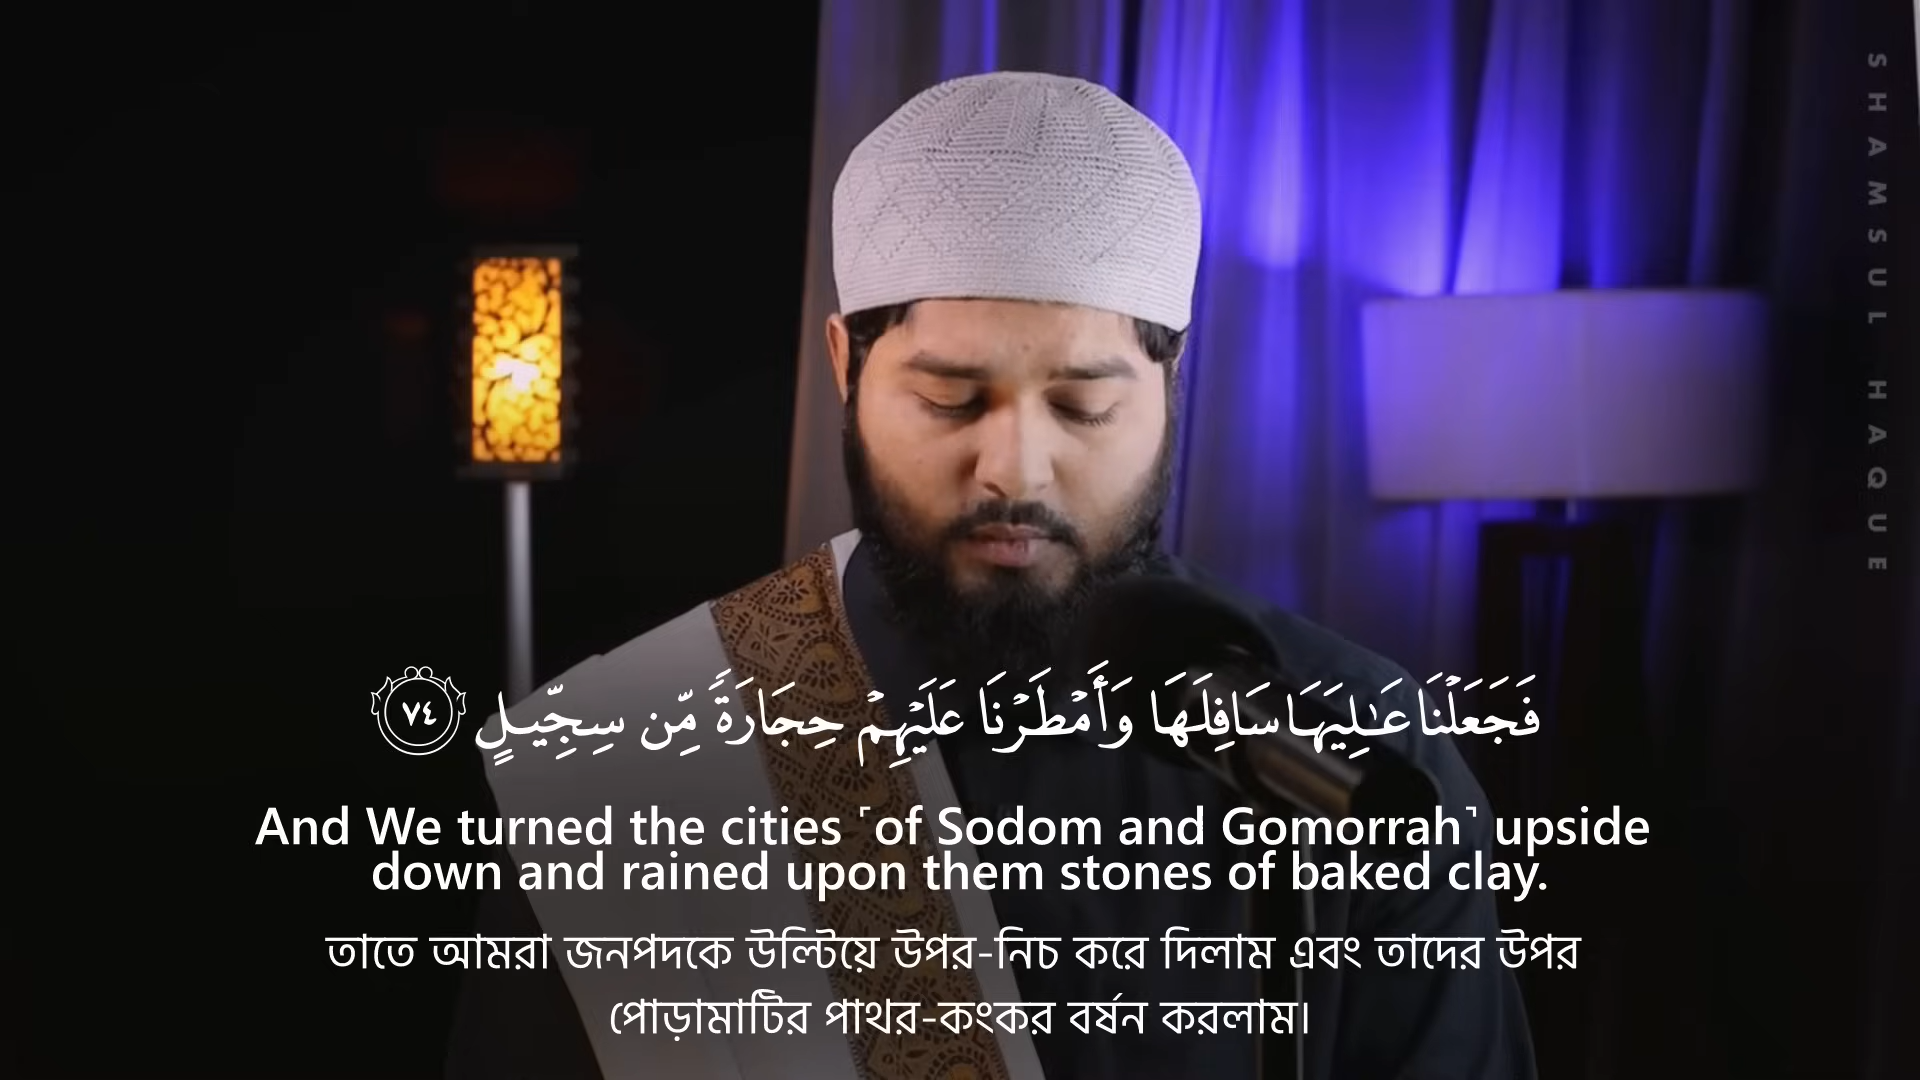 فَجَعَلْنَا عَـٰلِيَهَا سَافِلَهَا وَأَمْطَرْنَا عَلَيْهِمْ حِجَارَةً مِّن سِجِّيلٍ ٧٤
And We turned the cities ˹of Sodom and Gomorrah˺ upside
down and rained upon them stones of baked clay.
তাতে আমরা জনপদকে উল্টিয়ে উপর-নিচ করে দিলাম এবং তাদের উপর
পোড়ামাটির পাথর-কংকর বর্ষন করলাম।
SHAMSUL HAQUE